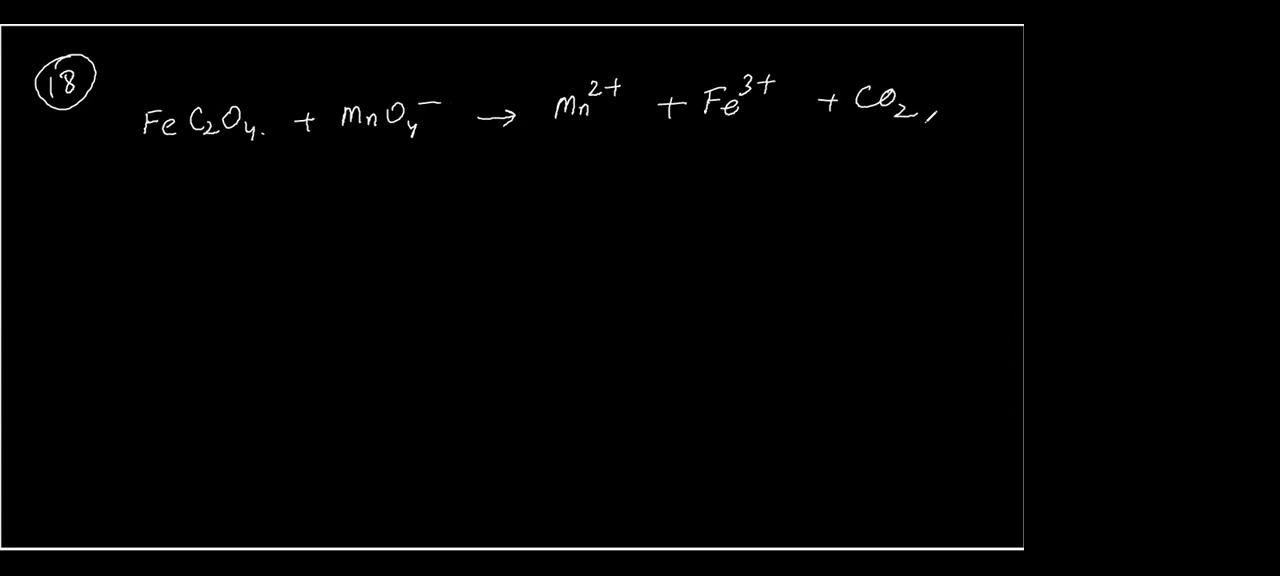 18
FeC₂O₄. + MnO₄⁻ → Mn²⁺ + Fe³⁺ + CO₂,